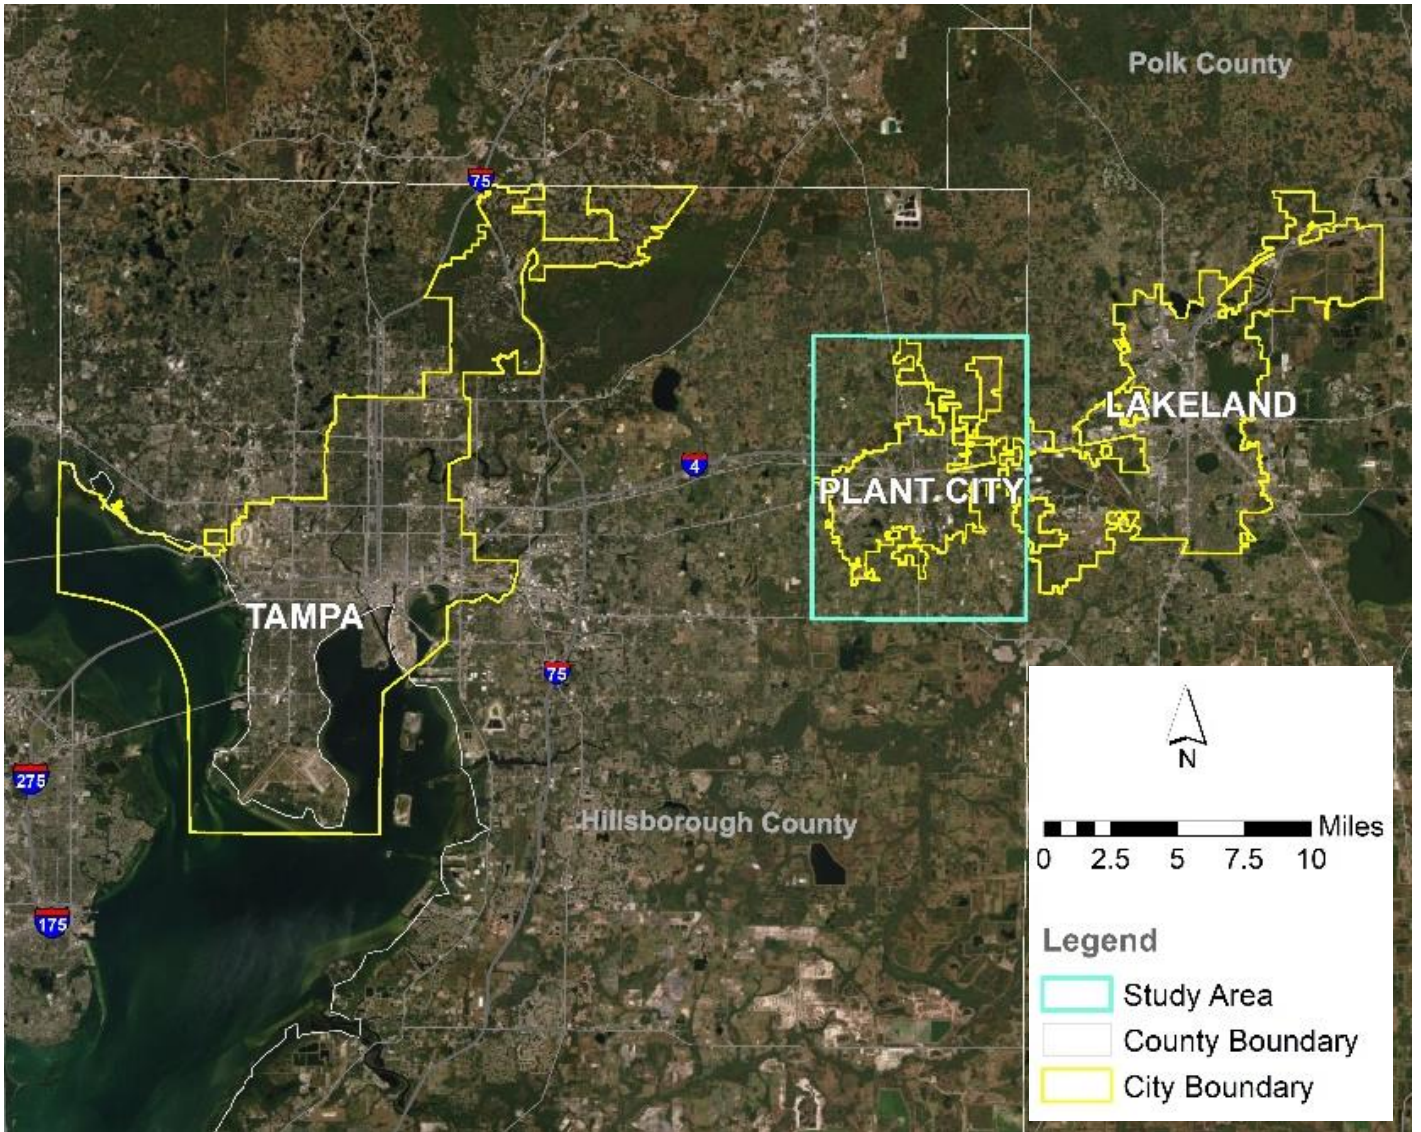 Polk County
75
LAKELAND
4
PLANT CITY
TAMPA
75
275
Hillsborough County
175
N
Miles
0 2.5 5 7.5 10
Legend
Study Area
County Boundary
City Boundary